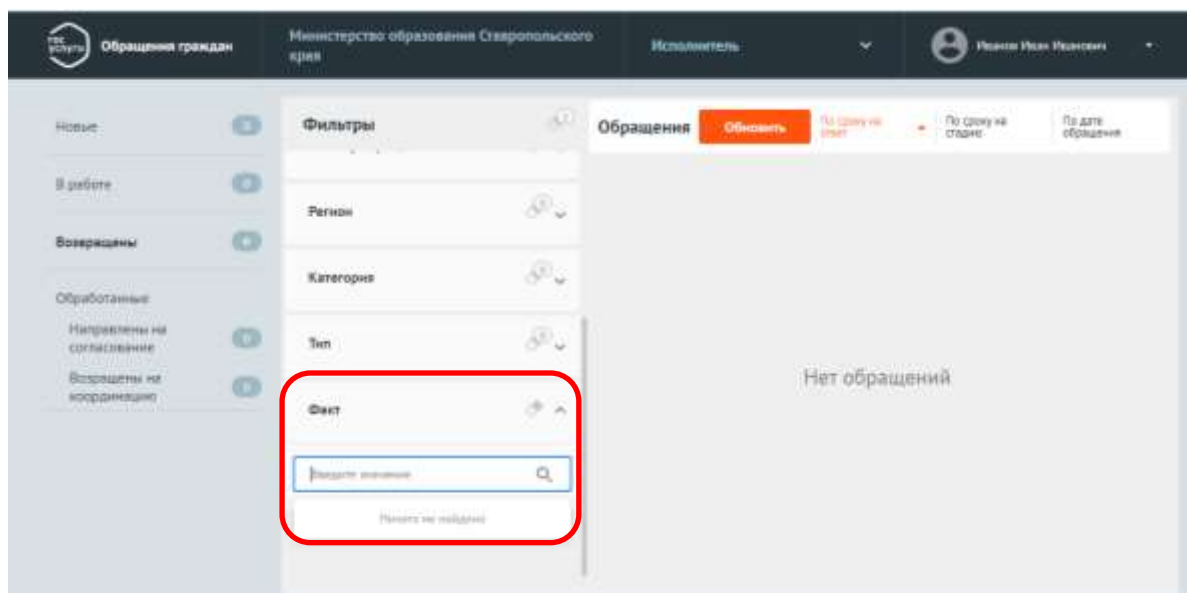 гос
услуги
Обращения граждан
Министерство образования Ставропольского
края
Исполнитель
Иванов Иван Иванович
Новые
В работе
Возвращены
Обработанные
Направлены на
согласование
Возвращены на
координацию
Фильтры
Регион
Категория
Тип
Факт
Введите значение
Ничего не найдено
Обращения
Обновить
По сроку на
ответ
По сроку на
стадию
По дате
обращения
Нет обращений